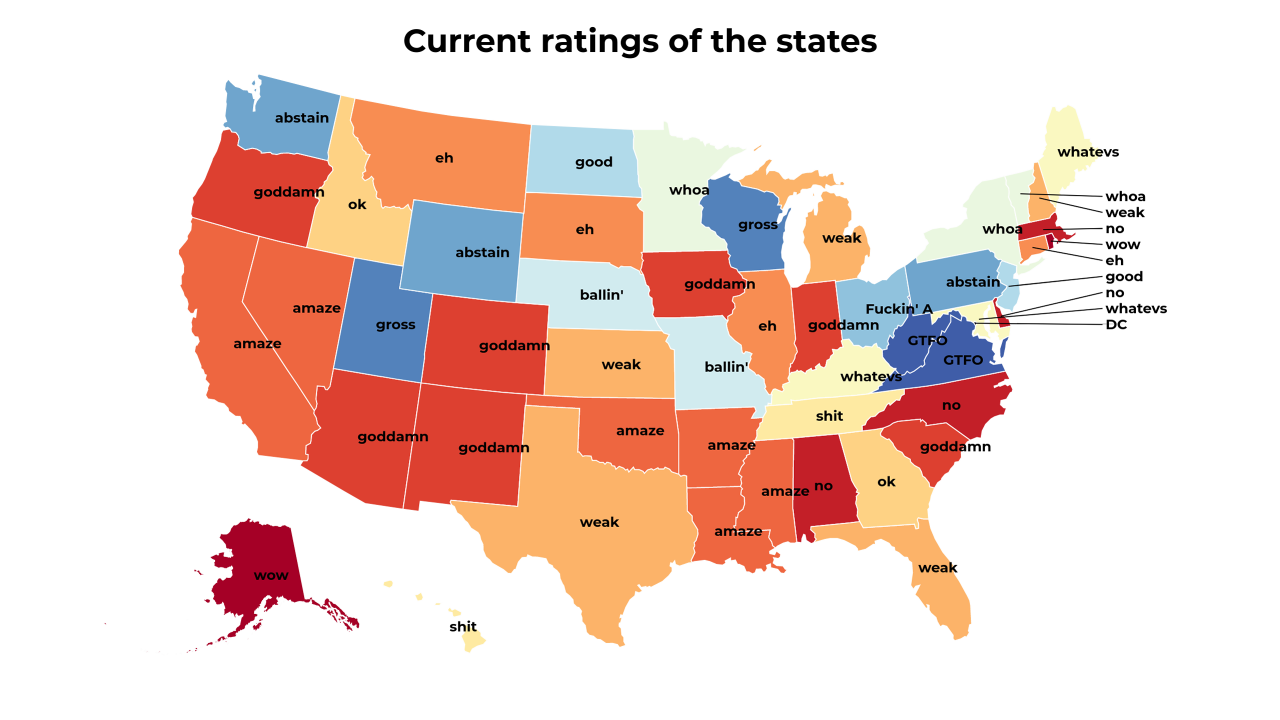 Current ratings of the states
abstain
eh
good
whoa
whatevs
goddamn
ok
eh
gross
weak
whoa
whoa
weak
no
wow
eh
good
no
whatevs
DC
abstain
ballin'
goddamn
abstain
amaze
gross
eh
goddamn
Fuckin' A
GTFO
GTFO
amaze
goddamn
weak
ballin'
whatevs
goddamn
goddamn
amaze
amaze
shit
no
goddamn
weak
amaze
amaze
no
ok
weak
wow
shit